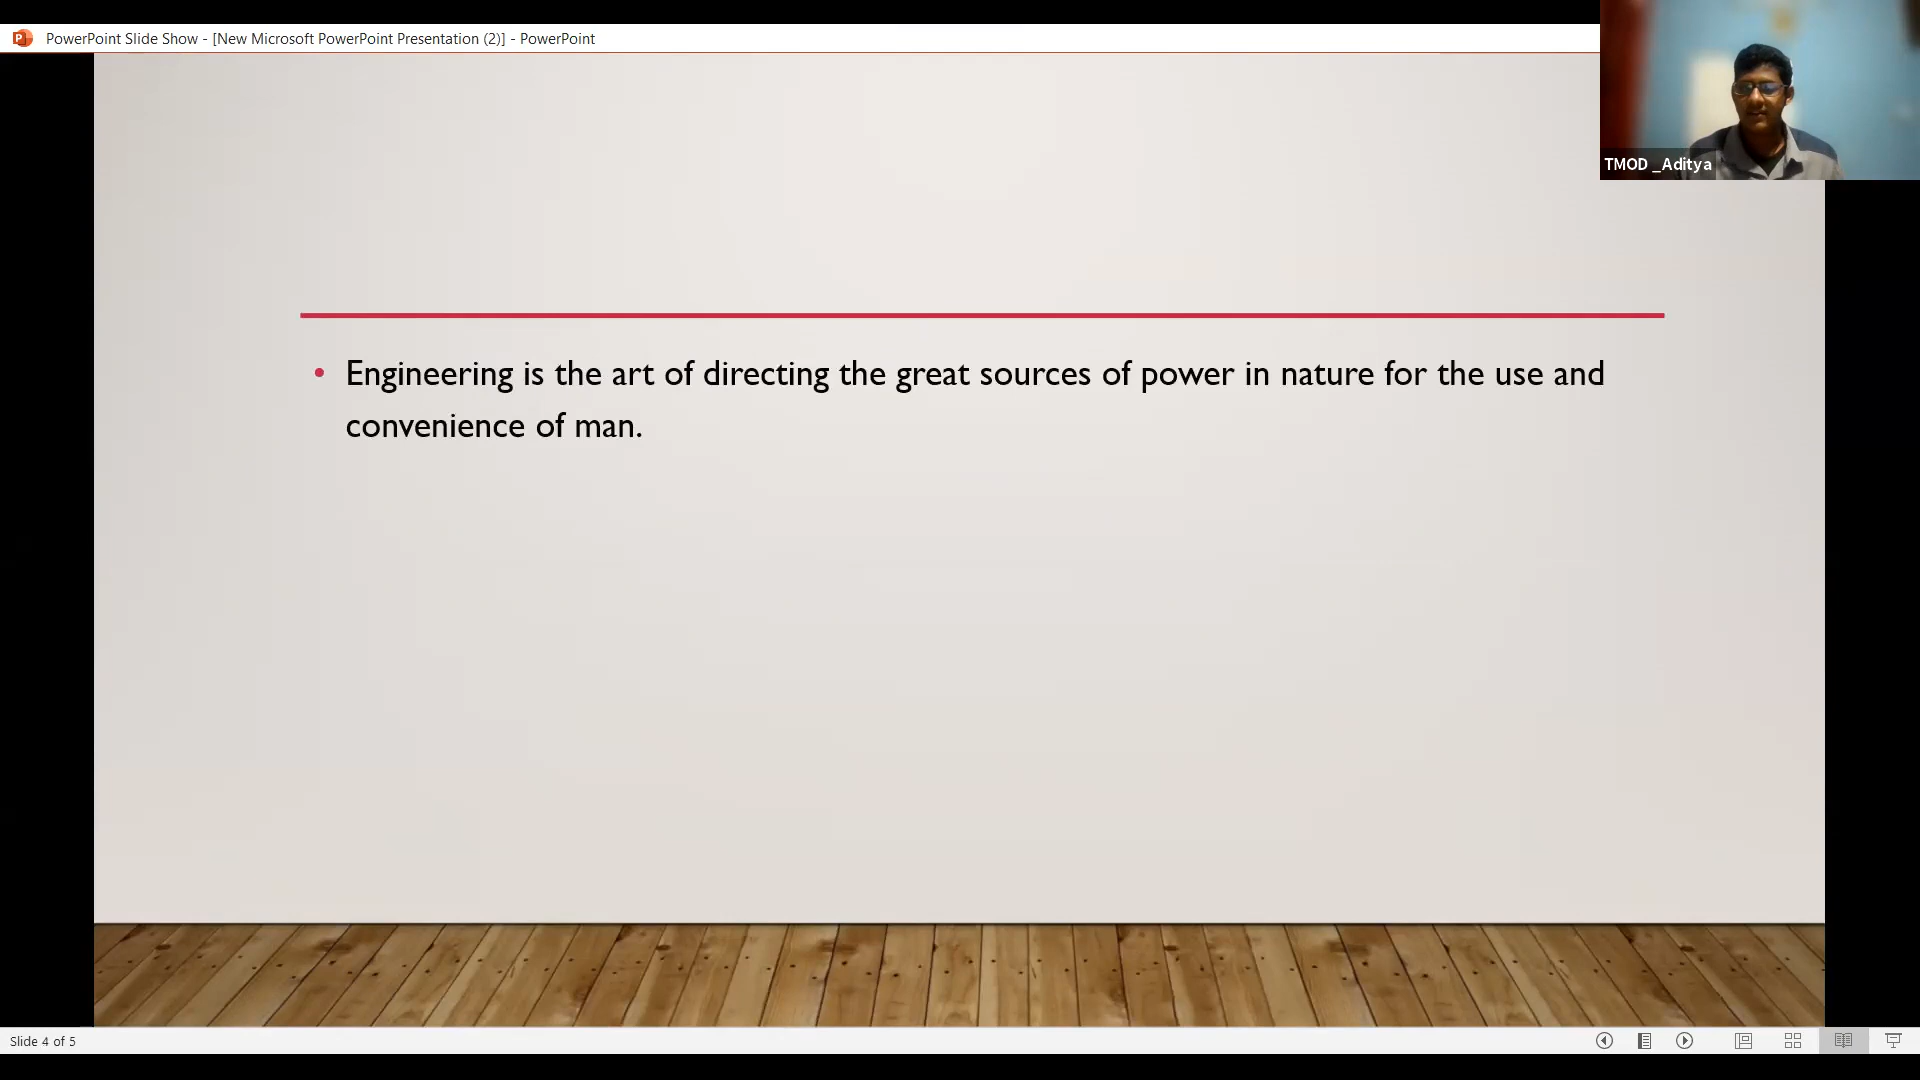 PowerPoint Slide Show - [New Microsoft PowerPoint Presentation (2)] - PowerPoint
TMOD _Aditya
• Engineering is the art of directing the great sources of power in nature for the use and
convenience of man.
Slide 4 of 5